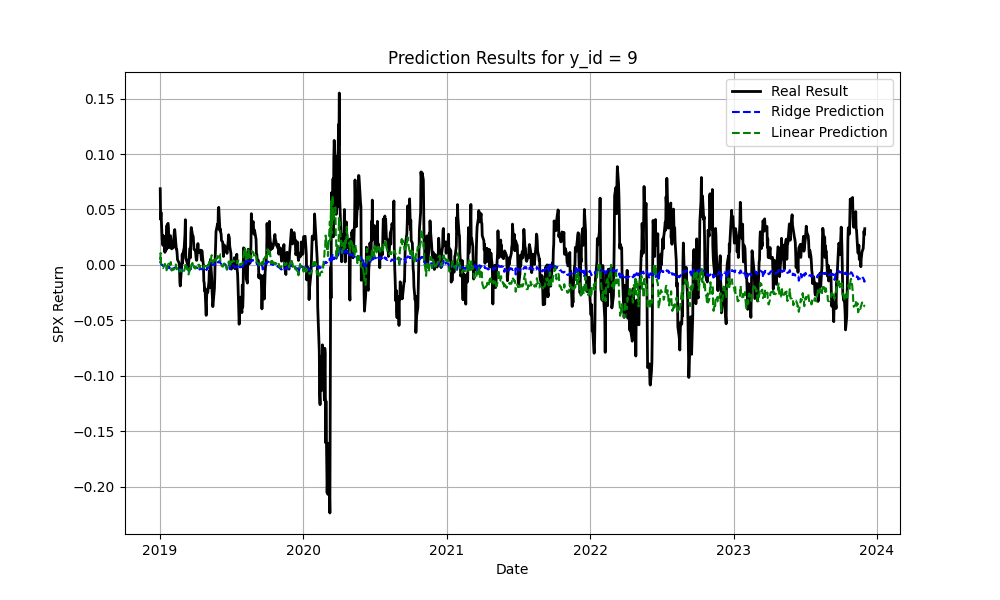 Prediction Results for y_id = 9
Real Result
Ridge Prediction
Linear Prediction
SPX Return
0.15
0.10
0.05
0.00
−0.05
−0.10
−0.15
−0.20
2019
2020
2021
2022
2023
2024
Date